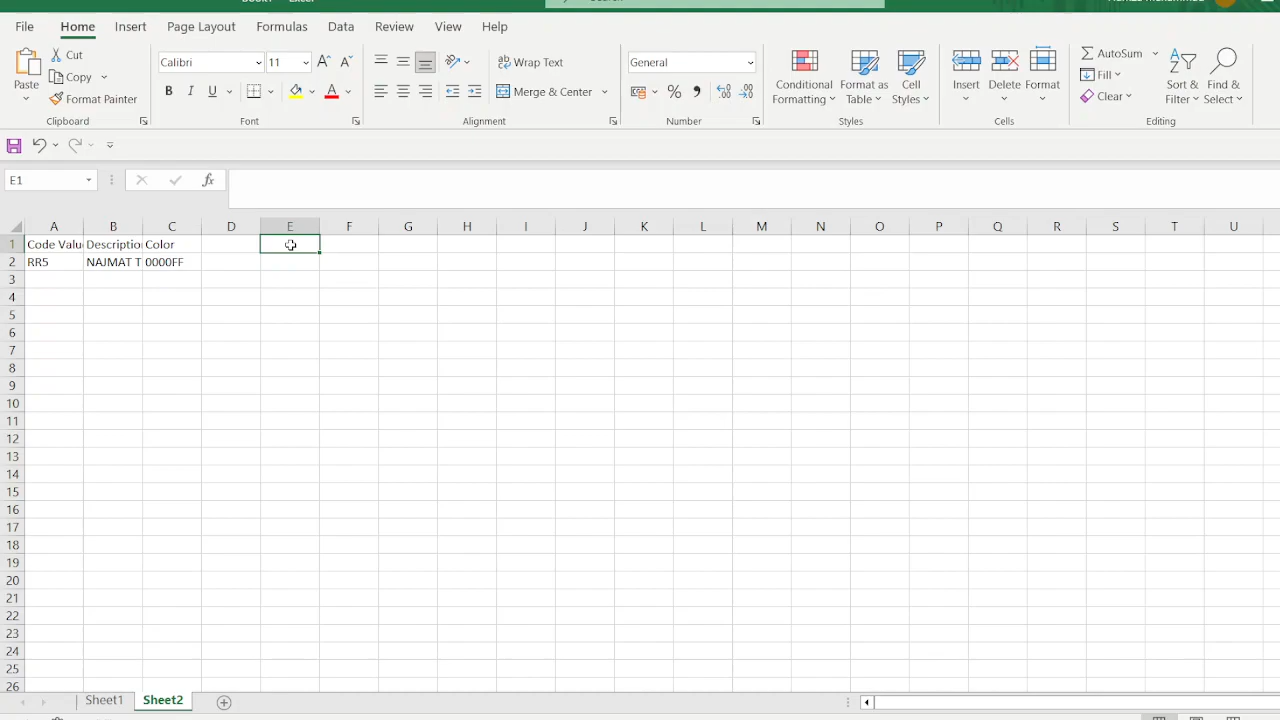 File Home Insert Page Layout Formulas Data Review View Help
Cut
Copy
Format Painter
Paste
Clipboard
Calibri 11
B I U
Font
Wrap Text
Merge & Center
Alignment
General
Number
Conditional Formatting
Format as Table
Cell Styles
Styles
Insert Delete Format
Cells
AutoSum
Fill
Clear
Sort & Filter
Find & Select
Editing
E1 fx
A B C D E F G H I J K L M N O P Q R S T U
1 Code Valu Description Color
2 RR5 NAJMAT T 0000FF
3
4
5
6
7
8
9
10
11
12
13
14
15
16
17
18
19
20
21
22
23
24
25
26
Sheet1 Sheet2